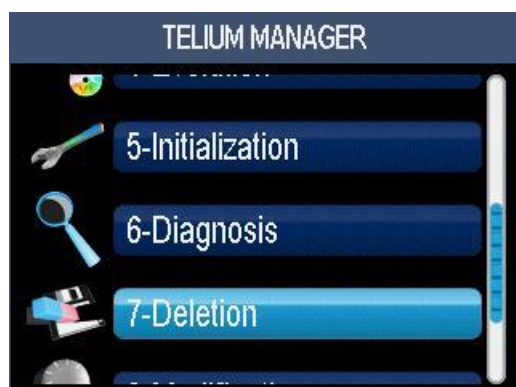 TELIUM MANAGER
5-Initialization
6-Diagnosis
7-Deletion